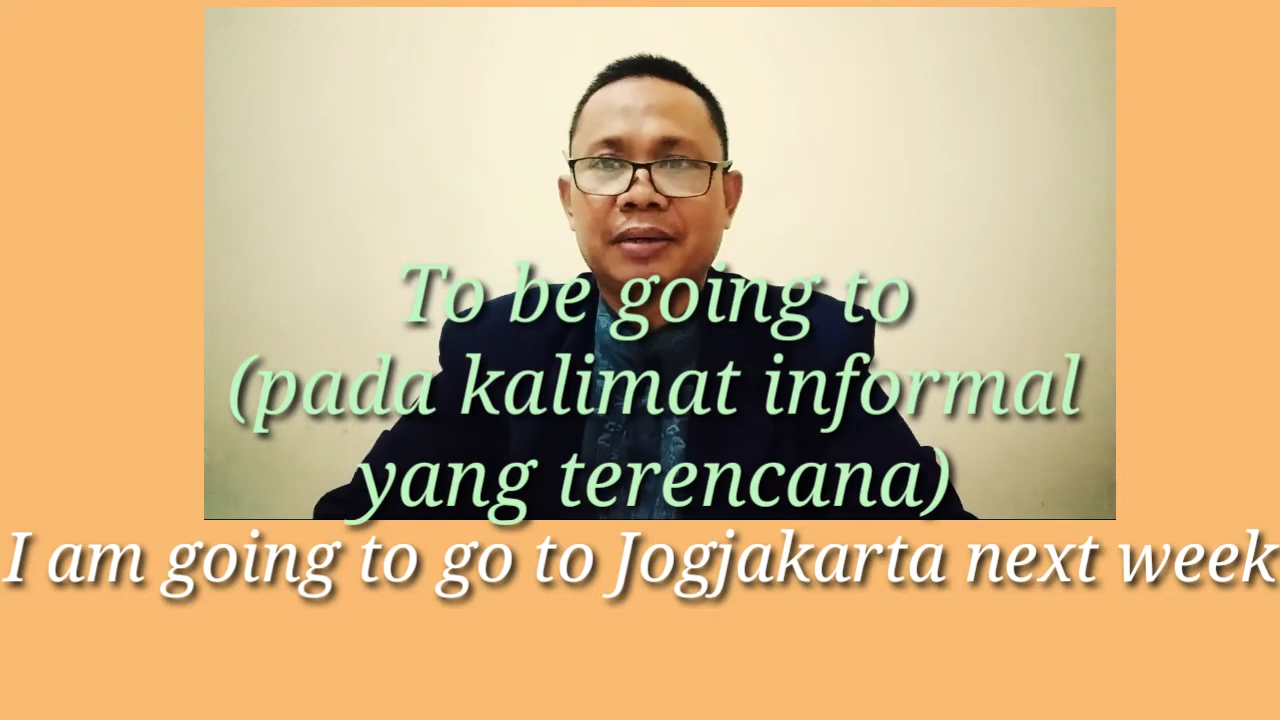 To be going to
(pada kalimat informal
yang terencana)
I am going to go to Jogjakarta next week